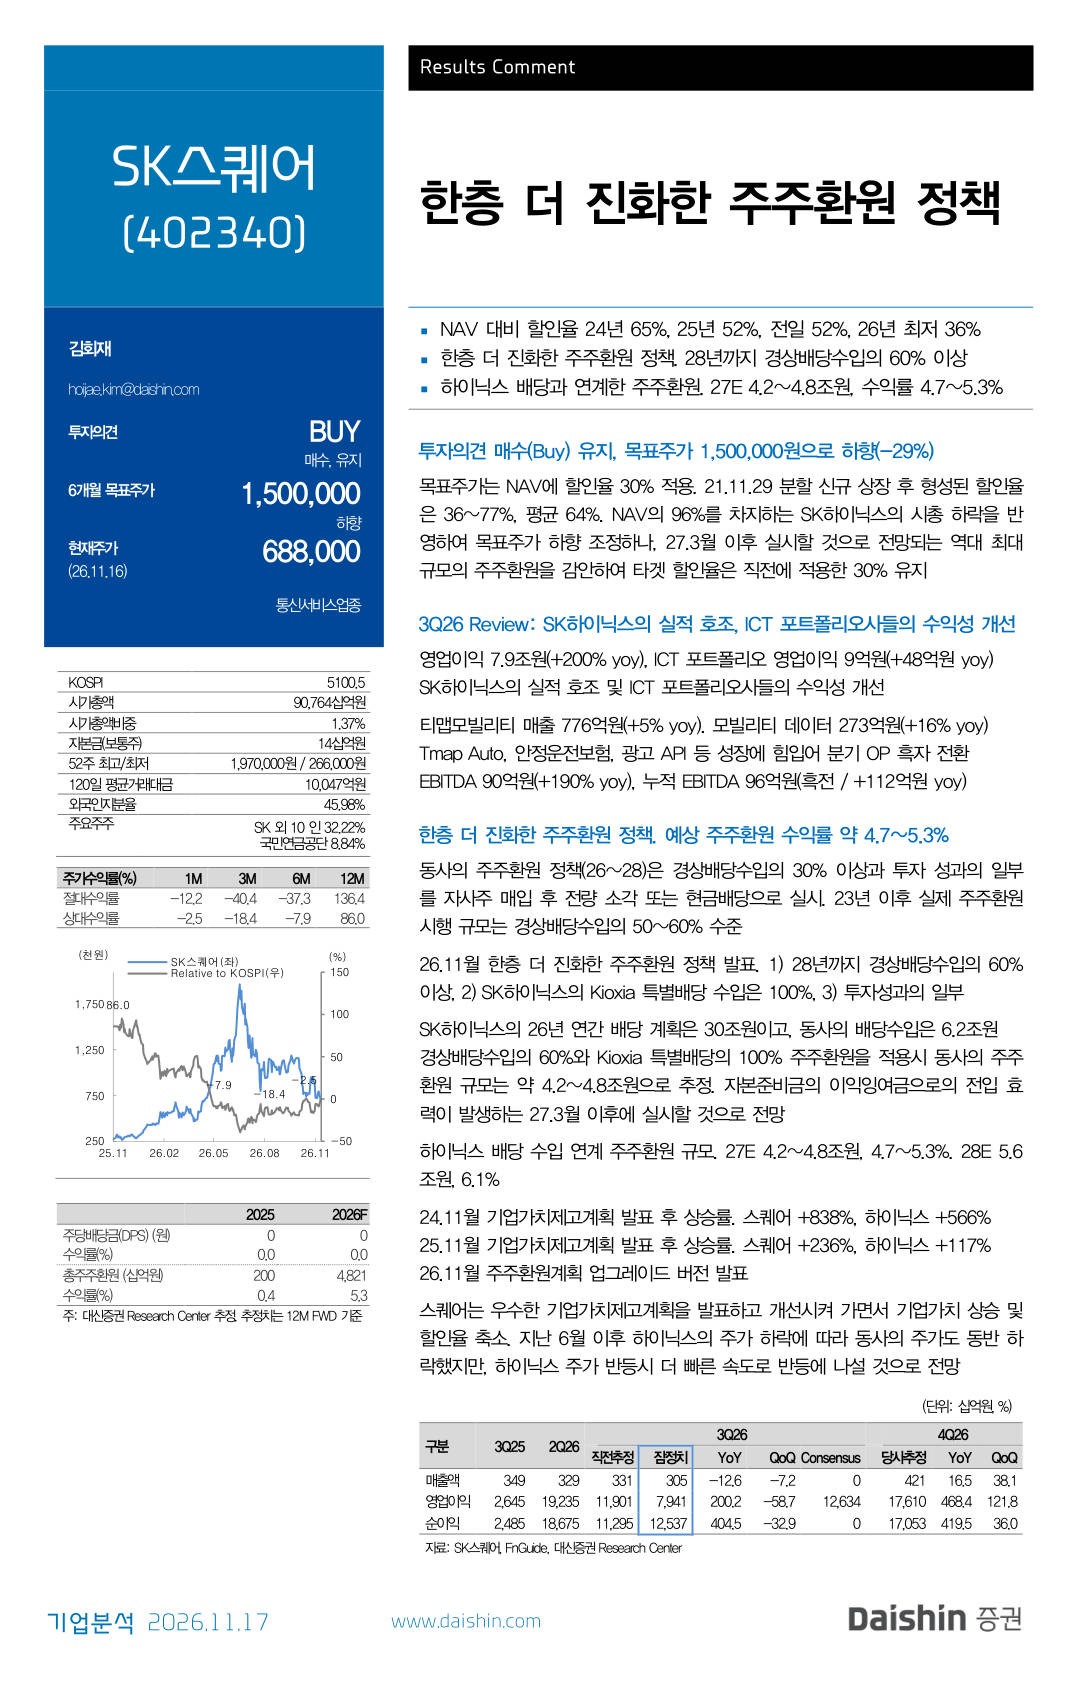 Results Comment
SK스퀘어
(402340)
한층 더 진화한 주주환원 정책
김회재
hoijae.kim@daishin.com
투자의견 BUY
매수, 유지
6개월 목표주가 1,500,000
하향
현재주가 688,000
(26.11.16)
통신서비스업종
KOSPI 5100.5
시가총액 90,764십억원
시가총액비중 1.37%
자본금(보통주) 14십억원
52주 최고/최저 1,970,000원 / 266,000원
120일 평균거래대금 10,047억원
외국인지분율 45.98%
주요주주 SK 외 10 인 32.22%
국민연금공단 8.84%
주가수익률(%) 1M 3M 6M 12M
절대수익률 -12.2 -40.4 -37.3 136.4
상대수익률 -2.5 -18.4 -7.9 86.0
(천원) (%)
SK스퀘어(좌)
Relative to KOSPI(우)
150
1,750 86.0
100
1,250
50
-7.9
-2.5
-18.4
750
0
250
-50
25.11 26.02 26.05 26.08 26.11
2025 2026F
주당배당금(DPS) (원) 0 0
수익률(%) 0.0 0.0
총주주환원 (십억원) 200 4,821
수익률(%) 0.4 5.3
주: 대신증권 Research Center 추정, 추정치는 12M FWD 기준
▪ NAV 대비 할인율 24년 65%, 25년 52%, 전일 52%, 26년 최저 36%
▪ 한층 더 진화한 주주환원 정책. 28년까지 경상배당수입의 60% 이상
▪ 하이닉스 배당과 연계한 주주환원. 27E 4.2~4.8조원, 수익률 4.7~5.3%
투자의견 매수(Buy) 유지, 목표주가 1,500,000원으로 하향(-29%)
목표주가는 NAV에 할인율 30% 적용. 21.11.29 분할 신규 상장 후 형성된 할인율
은 36~77%, 평균 64%. NAV의 96%를 차지하는 SK하이닉스의 시총 하락을 반
영하여 목표주가 하향 조정하나, 27.3월 이후 실시할 것으로 전망되는 역대 최대
규모의 주주환원을 감안하여 타겟 할인율은 직전에 적용한 30% 유지
3Q26 Review: SK하이닉스의 실적 호조, ICT 포트폴리오사들의 수익성 개선
영업이익 7.9조원(+200% yoy), ICT 포트폴리오 영업이익 9억원(+48억원 yoy)
SK하이닉스의 실적 호조 및 ICT 포트폴리오사들의 수익성 개선
티맵모빌리티 매출 776억원(+5% yoy). 모빌리티 데이터 273억원(+16% yoy)
Tmap Auto, 안정운전보험, 광고 API 등 성장에 힘입어 분기 OP 흑자 전환
EBITDA 90억원(+190% yoy), 누적 EBITDA 96억원(흑전 / +112억원 yoy)
한층 더 진화한 주주환원 정책. 예상 주주환원 수익률 약 4.7~5.3%
동사의 주주환원 정책(26~28)은 경상배당수입의 30% 이상과 투자 성과의 일부
를 자사주 매입 후 전량 소각 또는 현금배당으로 실시. 23년 이후 실제 주주환원
시행 규모는 경상배당수입의 50~60% 수준
26.11월 한층 더 진화한 주주환원 정책 발표. 1) 28년까지 경상배당수입의 60%
이상, 2) SK하이닉스의 Kioxia 특별배당 수입은 100%, 3) 투자성과의 일부
SK하이닉스의 26년 연간 배당 계획은 30조원이고, 동사의 배당수입은 6.2조원
경상배당수입의 60%와 Kioxia 특별배당의 100% 주주환원을 적용시 동사의 주주
환원 규모는 약 4.2~4.8조원으로 추정. 자본준비금의 이익잉여금으로의 전입 효
력이 발생하는 27.3월 이후에 실시할 것으로 전망
하이닉스 배당 수입 연계 주주환원 규모. 27E 4.2~4.8조원, 4.7~5.3%. 28E 5.6
조원, 6.1%
24.11월 기업가치제고계획 발표 후 상승률. 스퀘어 +838%, 하이닉스 +566%
25.11월 기업가치제고계획 발표 후 상승률. 스퀘어 +236%, 하이닉스 +117%
26.11월 주주환원계획 업그레이드 버전 발표
스퀘어는 우수한 기업가치제고계획을 발표하고 개선시켜 가면서 기업가치 상승 및
할인율 축소. 지난 6월 이후 하이닉스의 주가 하락에 따라 동사의 주가도 동반 하
락했지만, 하이닉스 주가 반등시 더 빠른 속도로 반등에 나설 것으로 전망
(단위: 십억원, %)
구분 3Q25 2Q26 3Q26 4Q26
직전추정 잠정치 YoY QoQ Consensus 당사추정 YoY QoQ
매출액 349 329 331 305 -12.6 -7.2 0 421 16.5 38.1
영업이익 2,645 19,235 11,901 7,941 200.2 -58.7 12,634 17,610 468.4 121.8
순이익 2,485 18,675 11,295 12,537 404.5 -32.9 0 17,053 419.5 36.0
자료: SK스퀘어, FnGuide, 대신증권 Research Center
기업분석 2026.11.17
www.daishin.com
Daishin 증권